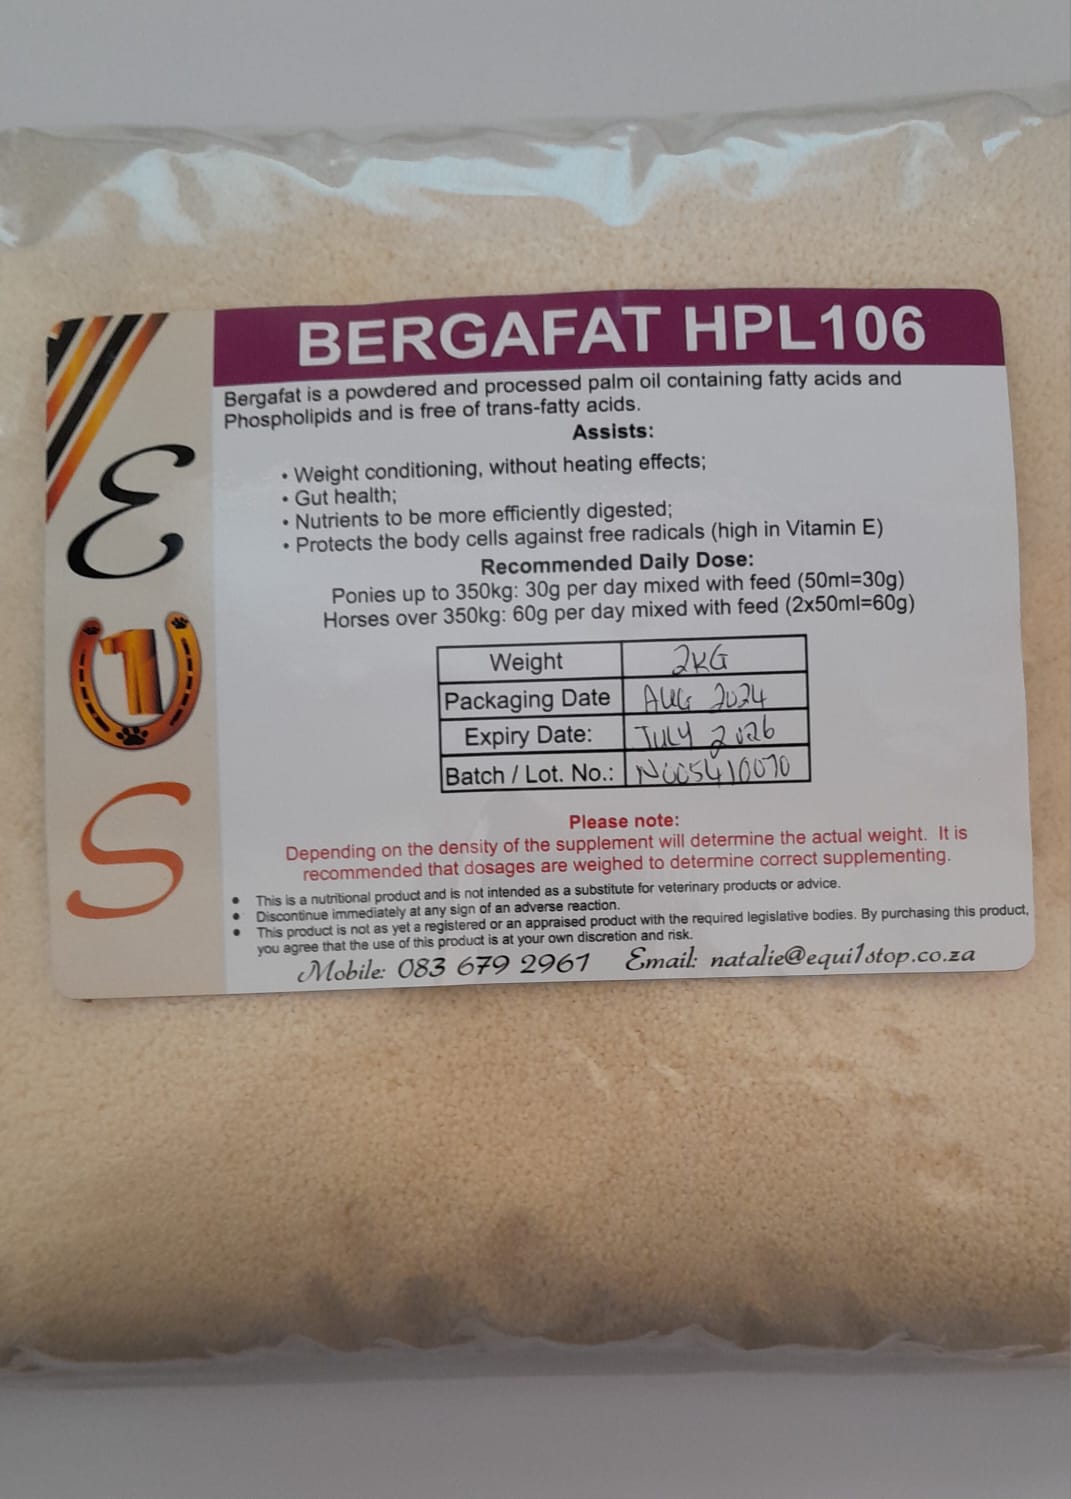 BERGAFAT HPL106
Bergafat is a powdered and processed palm oil containing fatty acids and
Phospholipids and is free of trans-fatty acids.
Assists:
• Weight conditioning, without heating effects;
• Gut health;
• Nutrients to be more efficiently digested;
• Protects the body cells against free radicals (high in Vitamin E)
Recommended Daily Dose:
Ponies up to 350kg: 30g per day mixed with feed (50ml=30g)
Horses over 350kg: 60g per day mixed with feed (2x50ml=60g)
Weight 2KG
Packaging Date AUG 2024
Expiry Date: JULY 2026
Batch / Lot. No.:
Please note:
Depending on the density of the supplement will determine the actual weight. It is
recommended that dosages are weighed to determine correct supplementing.
• This is a nutritional product and is not intended as a substitute for veterinary products or advice.
• Discontinue immediately at any sign of an adverse reaction.
• This product is not as yet a registered or an appraised product with the required legislative bodies. By purchasing this product,
you agree that the use of this product is at your own discretion and risk.
Mobile: 083 679 2961 Email: natalie@equi1stop.co.za
E
1
S